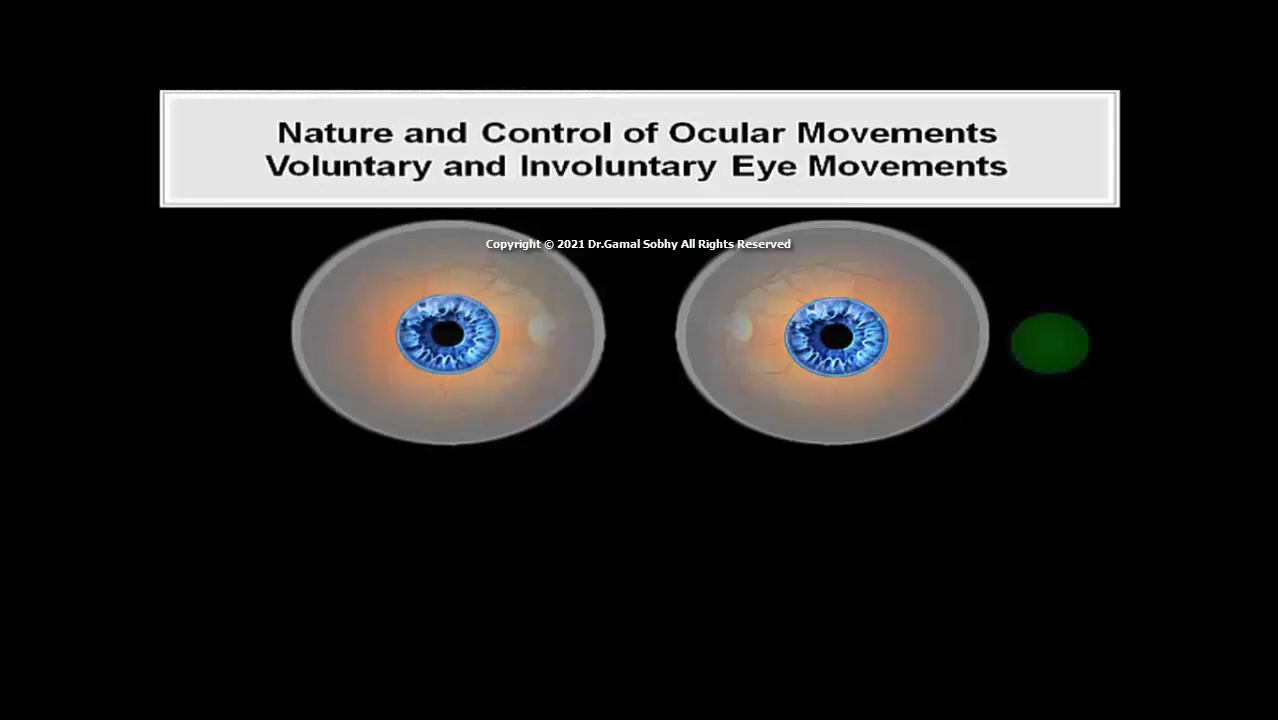 Nature and Control of Ocular Movements
Voluntary and Involuntary Eye Movements
Copyright © 2021 Dr.Gamal Sobhy All Rights Reserved